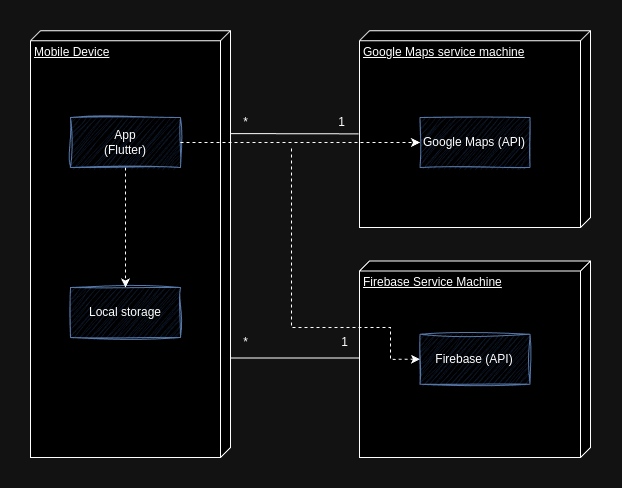 Mobile Device
App
(Flutter)
Local storage
*
1
*
1
Google Maps service machine
Google Maps (API)
Firebase Service Machine
Firebase (API)